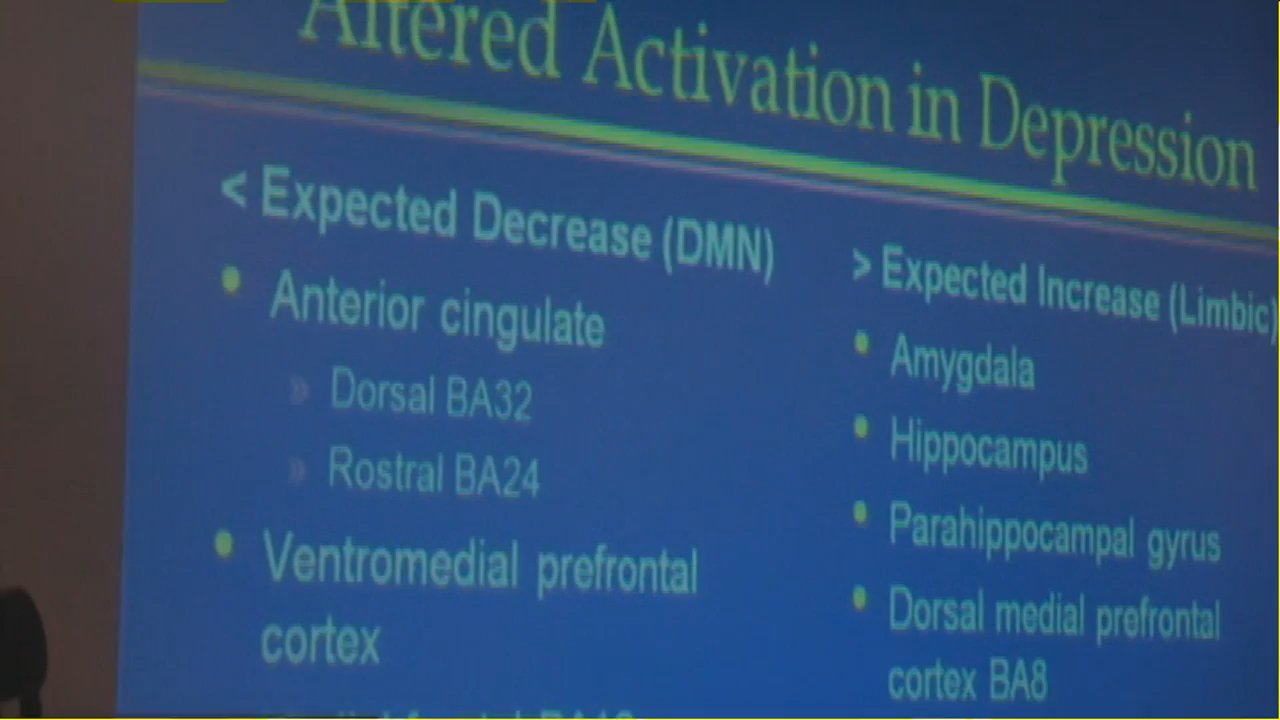 Altered Activation in Depression
< Expected Decrease (DMN)
• Anterior cingulate
» Dorsal BA32
» Rostral BA24
• Ventromedial prefrontal
cortex
> Expected Increase (Limbic)
• Amygdala
• Hippocampus
• Parahippocampal gyrus
• Dorsal medial prefrontal
cortex BA8